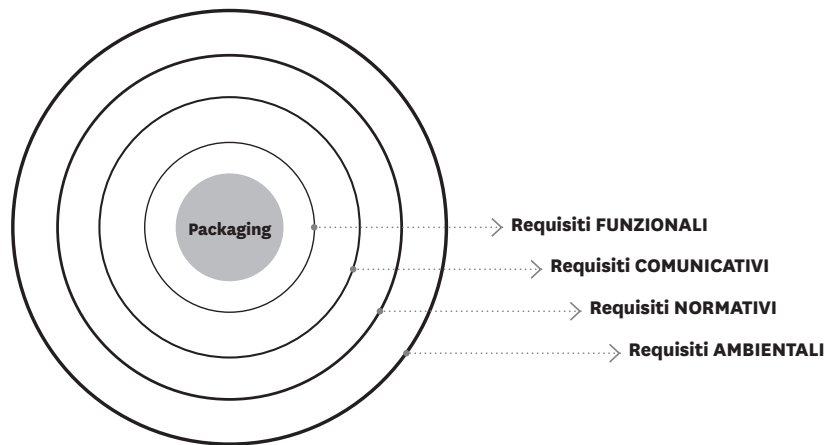 Packaging
Requisiti FUNZIONALI
Requisiti COMUNICATIVI
Requisiti NORMATIVI
Requisiti AMBIENTALI